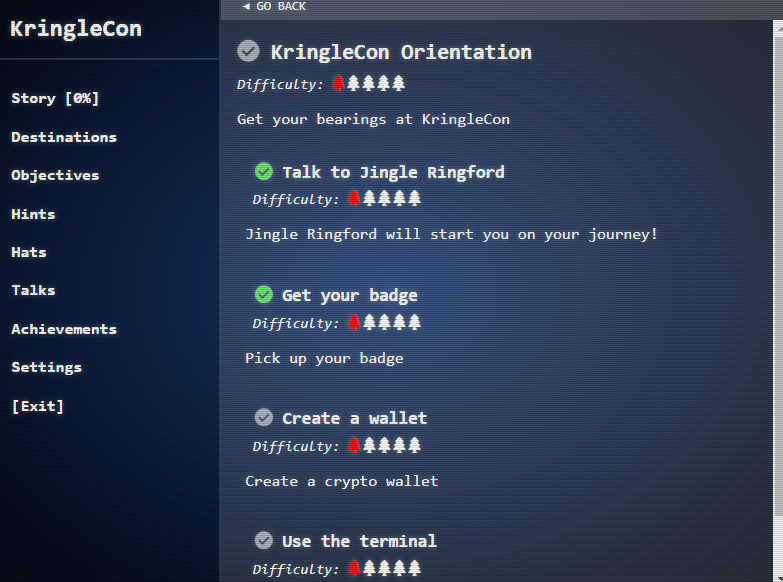 ◄ GO BACK
KringleCon
Story [0%]
Destinations
Objectives
Hints
Hats
Talks
Achievements
Settings
[Exit]
KringleCon Orientation
Difficulty:
Get your bearings at KringleCon
Talk to Jingle Ringford
Difficulty:
Jingle Ringford will start you on your journey!
Get your badge
Difficulty:
Pick up your badge
Create a wallet
Difficulty:
Create a crypto wallet
Use the terminal
Difficulty: